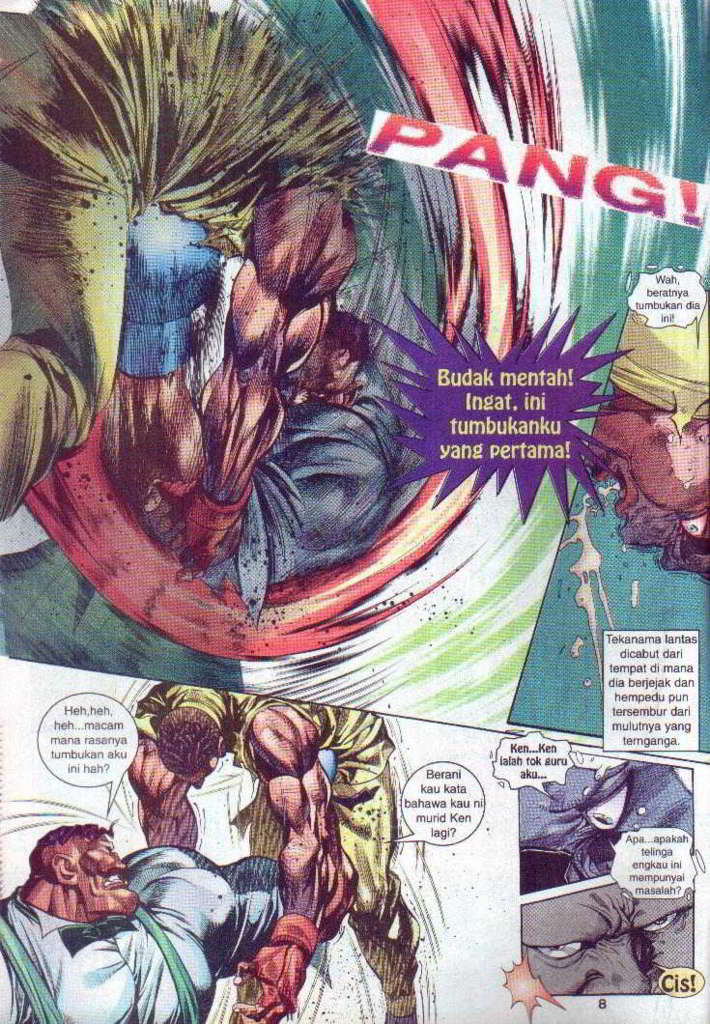 PANG!
Wah,
beratnya
tumbukan dia
ini!
Budak mentah!
Ingat, ini
tumbukanku
yang pertama!
Tekanama lantas
dicabut dari
tempat di mana
dia berjejak dan
hempedu pun
tersembur dari
mulutnya yang
ternganga.
Heh,heh,
heh...macam
mana rasanya
tumbukan aku
ini hah?
Berani
kau kata
bahawa kau ni
murid Ken
lagi?
Ken...Ken
ialah tok guru
aku...
Apa...apakah
telinga
engkau ini
mempunyai
masalah?
Cis!
8